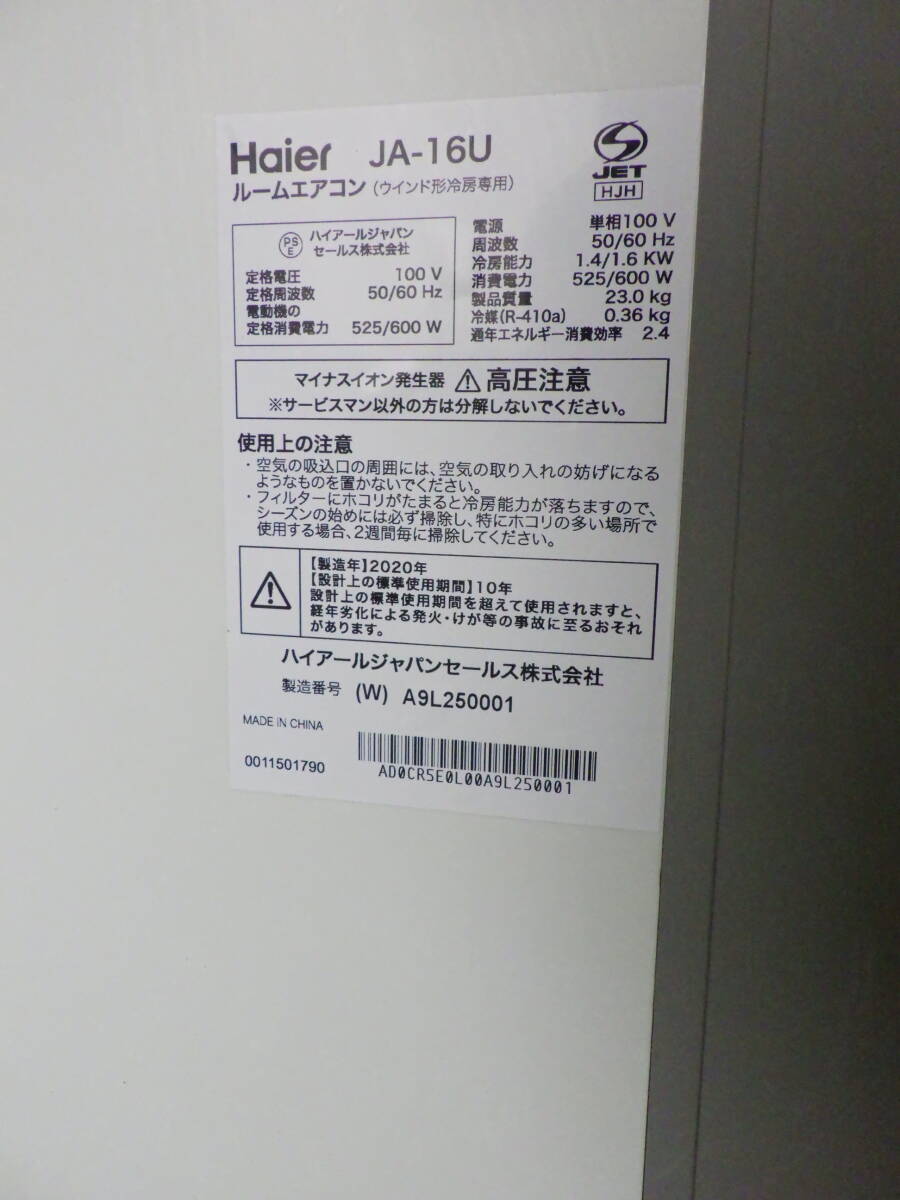 Haier JA-16U
ルームエアコン(ウインド形冷房専用)
JET
HJH
PS
E
ハイアールジャパン
セールス株式会社
定格電圧 100 V
定格周波数 50/60 Hz
電動機の
定格消費電力 525/600 W
電源 単相100 V
周波数 50/60 Hz
冷房能力 1.4/1.6 KW
消費電力 525/600 W
製品質量 23.0 kg
冷媒(R-410a) 0.36 kg
通年エネルギー消費効率 2.4
マイナスイオン発生器 ⚠ 高圧注意
※サービスマン以外の方は分解しないでください。
使用上の注意
・空気の吸込口の周囲には、空気の取り入れの妨げになる
ようなものを置かないでください。
・フィルターにホコリがたまると冷房能力が落ちますので、
シーズンの始めには必ず掃除し、特にホコリの多い場所で
使用する場合、2週間毎に掃除してください。
【製造年】2020年
【設計上の標準使用期間】10年
設計上の標準使用期間を超えて使用されますと、
経年劣化による発火・けが等の事故に至るおそれ
があります。
ハイアールジャパンセールス株式会社
製造番号 (W) A9L250001
MADE IN CHINA
0011501790
AD0CR5E0L00A9L250001